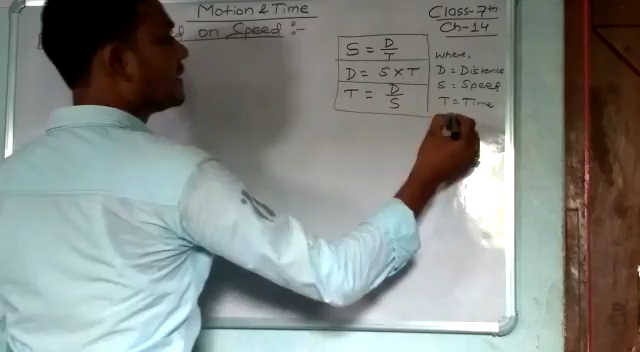 Motion & Time
on Speed :-
Class-7th
Ch-14
S = D/T
D = S × T
T = D/S
Where,
D = Distance
S = Speed
T = Time